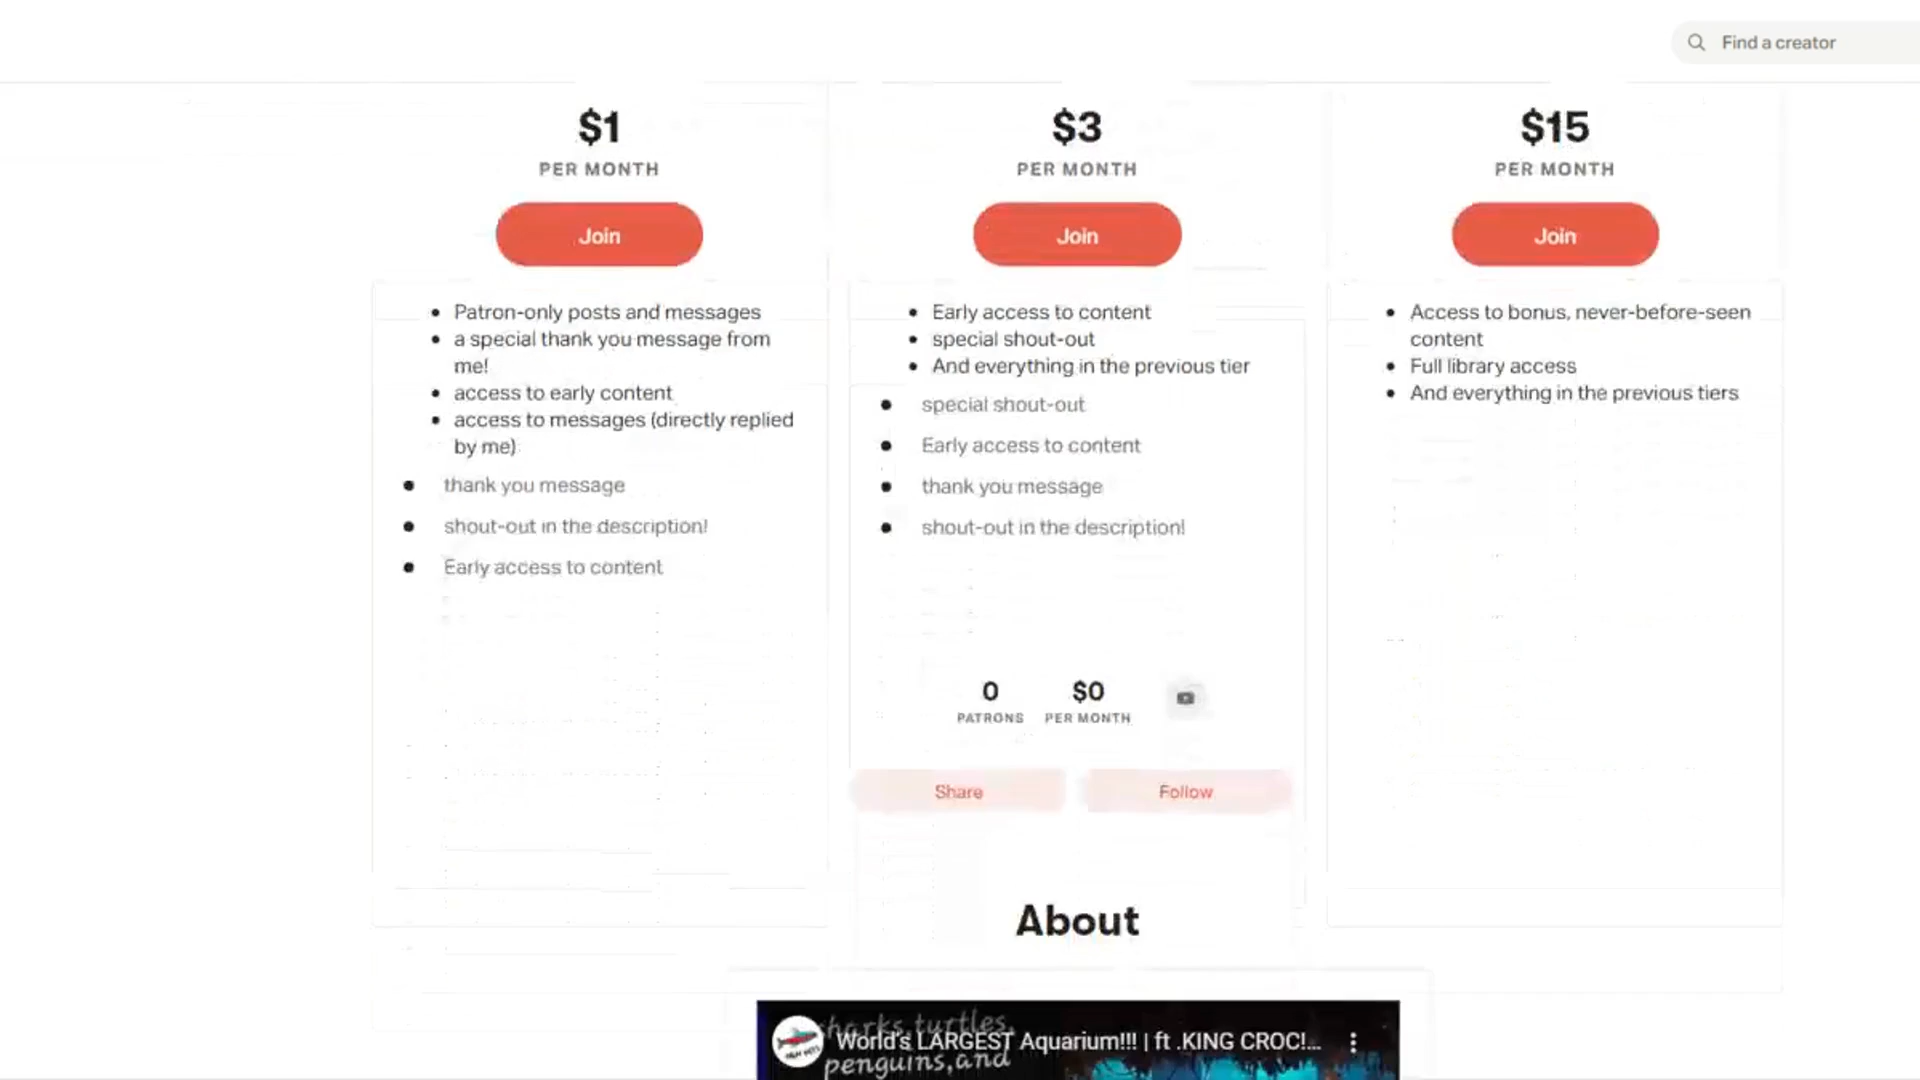 Find a creator
$1
PER MONTH
Join
Patron-only posts and messages
a special thank you message from
me!
access to early content
access to messages (directly replied
by me)
thank you message
shout-out in the description!
Early access to content
$3
PER MONTH
Join
Early access to content
special shout-out
And everything in the previous tier
special shout-out
Early access to content
thank you message
shout-out in the description!
$15
PER MONTH
Join
Access to bonus, never-before-seen
content
Full library access
And everything in the previous tiers
0
PATRONS
$0
PER MONTH
Share
Follow
About
sharks,turtles,
World's LARGEST Aquarium!!! | ft .KING CROC!...
penguins,and